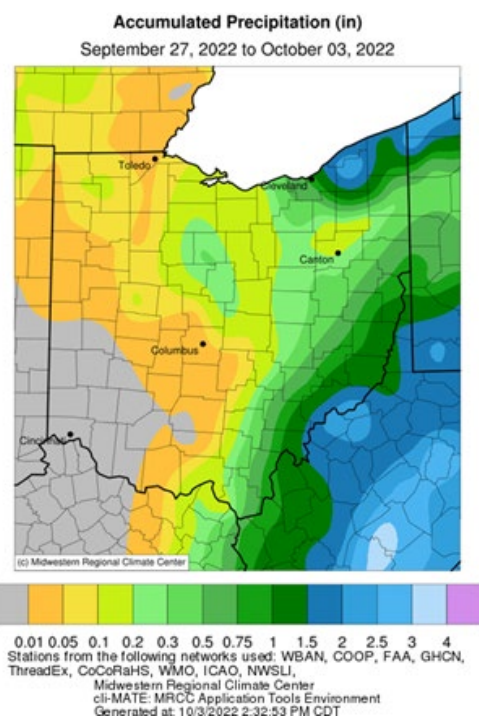 Accumulated Precipitation (in)
September 27, 2022 to October 03, 2022
Toledo
Cleveland
Canton
Columbus
Cincinnati
(c) Midwestern Regional Climate Center
0.01 0.05 0.1 0.2 0.3 0.5 0.75 1 1.5 2 2.5 3 4
Stations from the following networks used: WBAN, COOP, FAA, GHCN,
ThreadEx, CoCoRaHS, WMO, ICAO, NWSLI,
Midwestern Regional Climate Center
cli-MATE: MRCC Application Tools Environment
Generated at: 10/3/2022 2:32:53 PM CDT